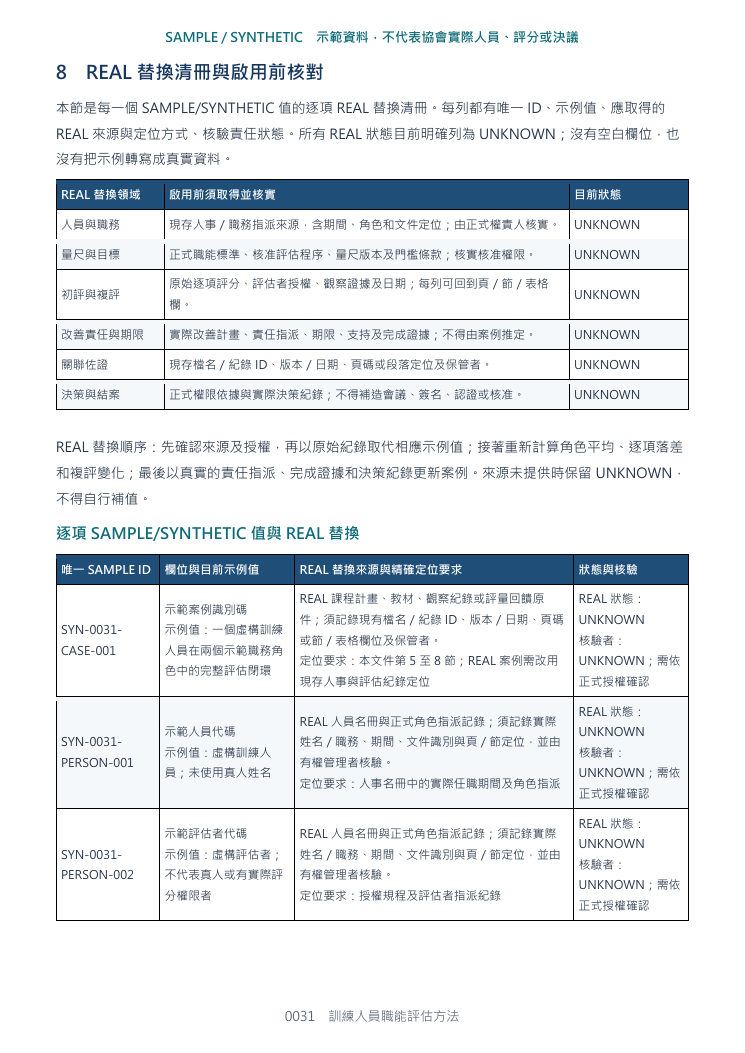 SAMPLE / SYNTHETIC　示範資料，不代表協會實際人員、評分或決議
8　REAL 替換清冊與啟用前核對
本節是每一個 SAMPLE/SYNTHETIC 值的逐項 REAL 替換清冊。每列都有唯一 ID、示例值、應取得的
REAL 來源與定位方式、核驗責任狀態。所有 REAL 狀態目前明確列為 UNKNOWN；沒有空白欄位，也
沒有把示例轉寫成真實資料。
REAL 替換領域 啟用前須取得並核實 目前狀態
人員與職務 現存人事 / 職務指派來源，含期間、角色和文件定位；由正式權責人核實。 UNKNOWN
量尺與目標 正式職能標準、核准評估程序、量尺版本及門檻條款；核實核准權限。 UNKNOWN
初評與複評 原始逐項評分、評估者授權、觀察證據及日期；每列可回到頁 / 節 / 表格
欄。 UNKNOWN
改善責任與期限 實際改善計畫、責任指派、期限、支持及完成證據；不得由案例推定。 UNKNOWN
關聯佐證 現存檔名 / 紀錄 ID、版本 / 日期、頁碼或段落定位及保管者。 UNKNOWN
決策與結案 正式權限依據與實際決策紀錄；不得補造會議、簽名、認證或核准。 UNKNOWN
REAL 替換順序：先確認來源及授權，再以原始紀錄取代相應示例值；接著重新計算角色平均、逐項落差
和複評變化；最後以真實的責任指派、完成證據和決策紀錄更新案例。來源未提供時保留 UNKNOWN，
不得自行補值。
逐項 SAMPLE/SYNTHETIC 值與 REAL 替換
唯一 SAMPLE ID 欄位與目前示例值 REAL 替換來源與精確定位要求 狀態與核驗
SYN-0031-
CASE-001
示範案例識別碼
示例值：一個虛構訓練
人員在兩個示範職務角
色中的完整評估閉環
REAL 課程計畫、教材、觀察紀錄或評量回饋原
件；須記錄現有檔名 / 紀錄 ID、版本 / 日期、頁碼
或節 / 表格欄位及保管者。
定位要求：本文件第 5 至 8 節；REAL 案例需改用
現存人事與評估紀錄定位
REAL 狀態：
UNKNOWN
核驗者：
UNKNOWN；需依
正式授權確認
SYN-0031-
PERSON-001
示範人員代碼
示例值：虛構訓練人
員；未使用真人姓名
REAL 人員名冊與正式角色指派記錄；須記錄實際
姓名 / 職務、期間、文件識別與頁 / 節定位，並由
有權管理者核驗。
定位要求：人事名冊中的實際任職期間及角色指派
REAL 狀態：
UNKNOWN
核驗者：
UNKNOWN；需依
正式授權確認
SYN-0031-
PERSON-002
示範評估者代碼
示例值：虛構評估者；
不代表真人或有實際評
分權限者
REAL 人員名冊與正式角色指派記錄；須記錄實際
姓名 / 職務、期間、文件識別與頁 / 節定位，並由
有權管理者核驗。
定位要求：授權規程及評估者指派紀錄
REAL 狀態：
UNKNOWN
核驗者：
UNKNOWN；需依
正式授權確認
0031　訓練人員職能評估方法